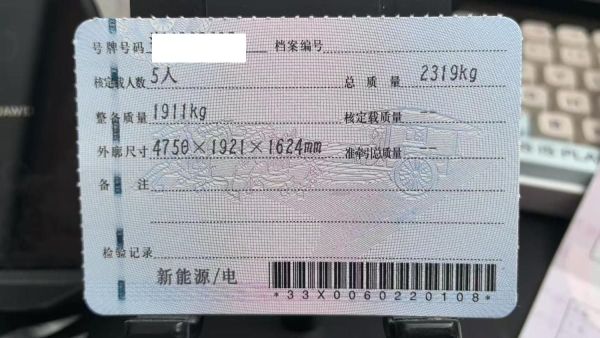 号牌号码 档案编号
核定载人数 5人 总质量 2319kg
整备质量 1911kg 核定载质量 --
外廓尺寸 4750×1921×1624mm 准牵引总质量 --
备注
检验记录
新能源/电
*33X0060220108*